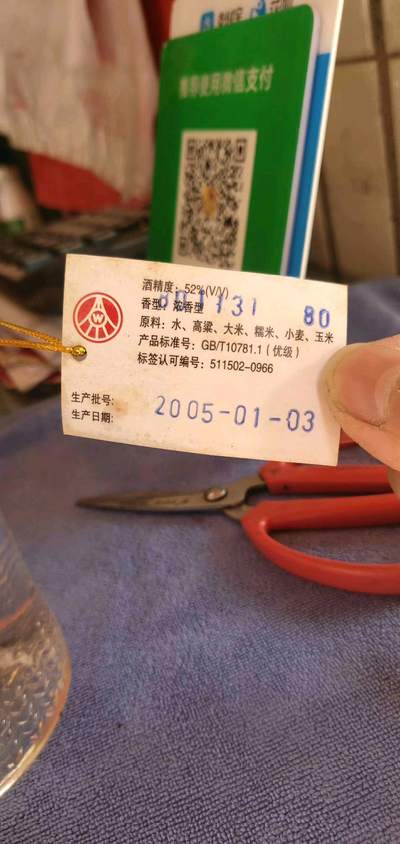 推荐使用微信支付
酒精度：52%(V/V)
香型：浓香型
801131 80
原料：水、高粱、大米、糯米、小麦、玉米
产品标准号：GB/T10781.1（优级）
标签认可编号：511502-0966
生产批号:
生产日期:
2005-01-03
W